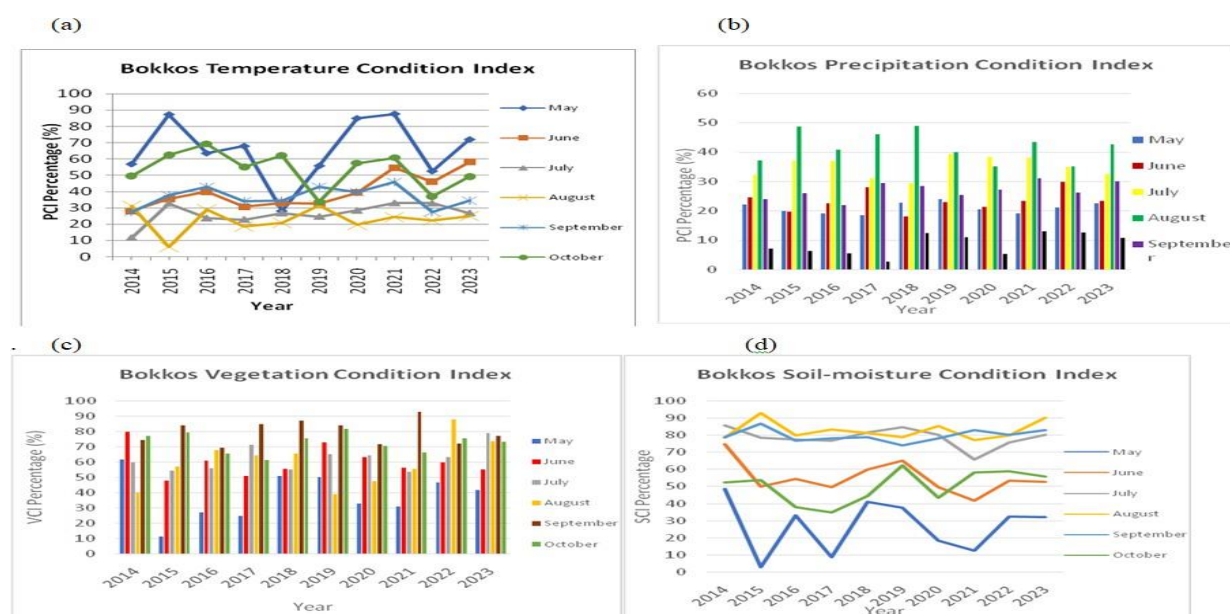 (a)
Bokkos Temperature Condition Index
PCI Percentage (%)
100
90
80
70
60
50
40
30
20
10
0
2014
2015
2016
2017
2018
2019
2020
2021
2022
2023
Year
May
June
July
August
September
October
(b)
Bokkos Precipitation Condition Index
PCI Percentage (%)
60
50
40
30
20
10
0
2014
2015
2016
2017
2018
2019
2020
2021
2022
2023
Year
May
June
July
August
Septembe
r
. (c)
Bokkos Vegetation Condition Index
VCI Percentage (%)
100
90
80
70
60
50
40
30
20
10
0
2014
2015
2016
2017
2018
2019
2020
2021
2022
2023
Year
May
June
July
August
September
October
(d)
Bokkos Soil-moisture Condition Index
SCI Percentage
100
90
80
70
60
50
40
30
20
10
0
2014
2015
2016
2017
2018
2019
2020
2021
2022
2023
Year
May
June
July
August
September
October